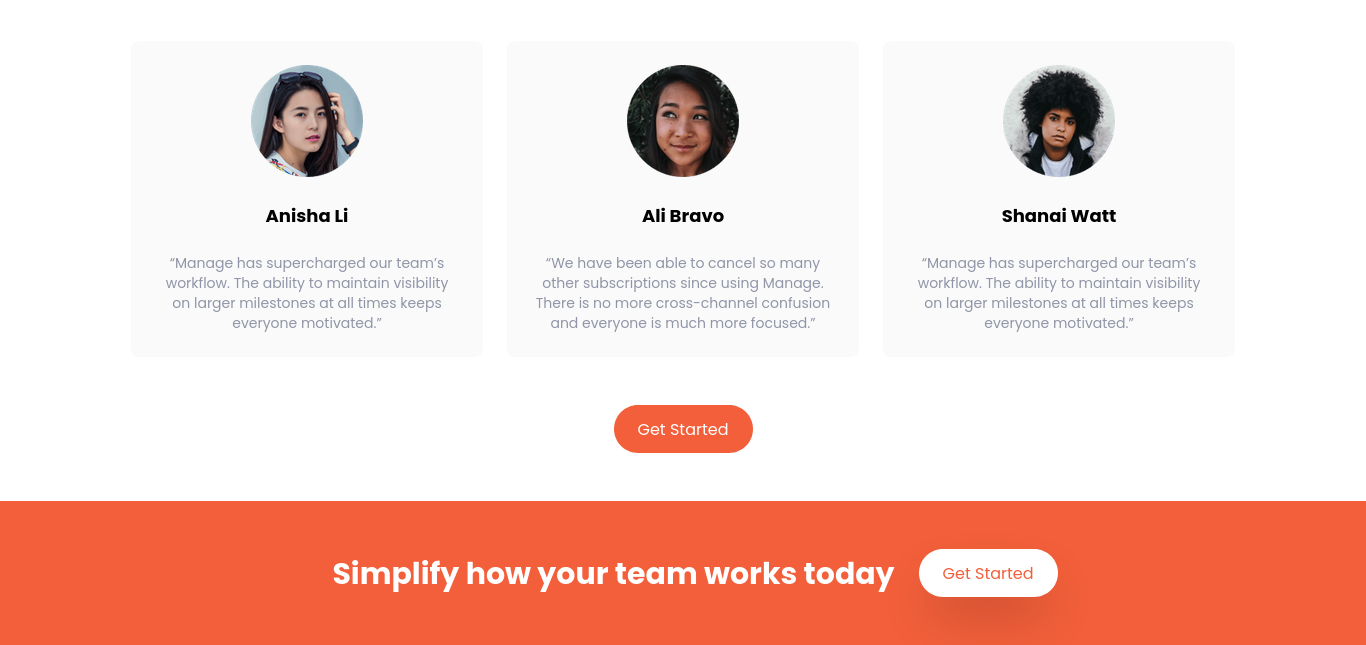 Anisha Li
“Manage has supercharged our team’s
workflow. The ability to maintain visibility
on larger milestones at all times keeps
everyone motivated.”
Ali Bravo
“We have been able to cancel so many
other subscriptions since using Manage.
There is no more cross-channel confusion
and everyone is much more focused.”
Shanai Watt
“Manage has supercharged our team’s
workflow. The ability to maintain visibility
on larger milestones at all times keeps
everyone motivated.”
Get Started
Simplify how your team works today
Get Started